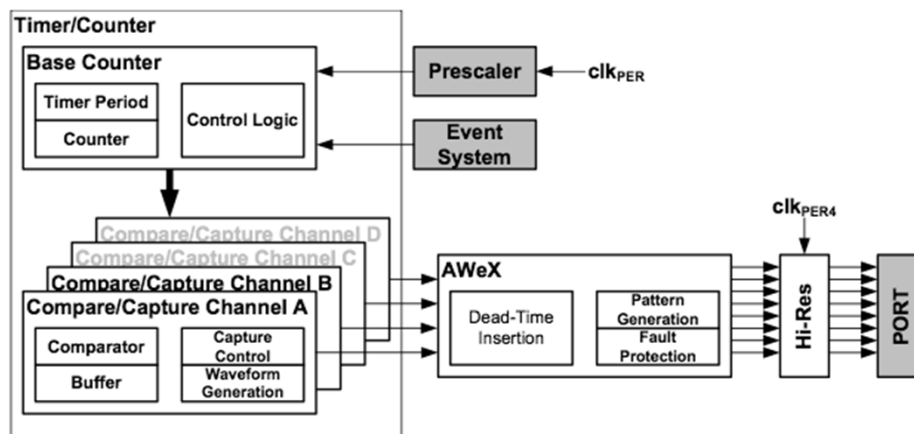 Timer/Counter
Base Counter
Timer Period
Counter
Control Logic
Prescaler
clkPER
Event
System
Compare/Capture Channel D
Compare/Capture Channel C
Compare/Capture Channel B
Compare/Capture Channel A
Comparator
Buffer
Capture
Control
Waveform
Generation
AWeX
Dead-Time
Insertion
Pattern
Generation
Fault
Protection
clkPER4
Hi-Res
PORT